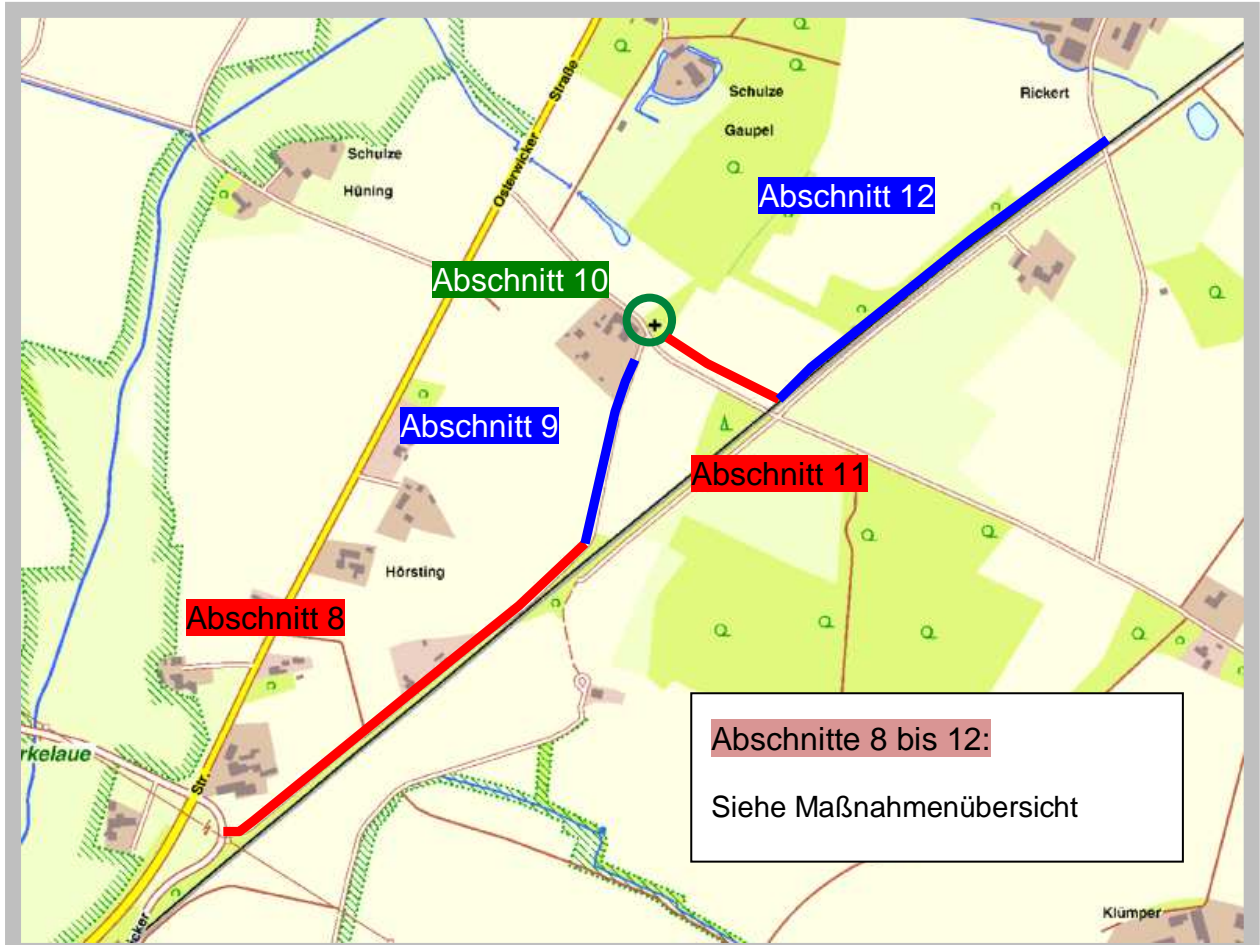 Straße
Osterwicker
Schulze
Gaupel
Rickert
Schulze
Hüning
Abschnitt 12
Abschnitt 10
Abschnitt 9
Abschnitt 11
Hörsting
Abschnitt 8
rkelaue
Str.
Abschnitte 8 bis 12:
Siehe Maßnahmenübersicht
Klümper
wicker